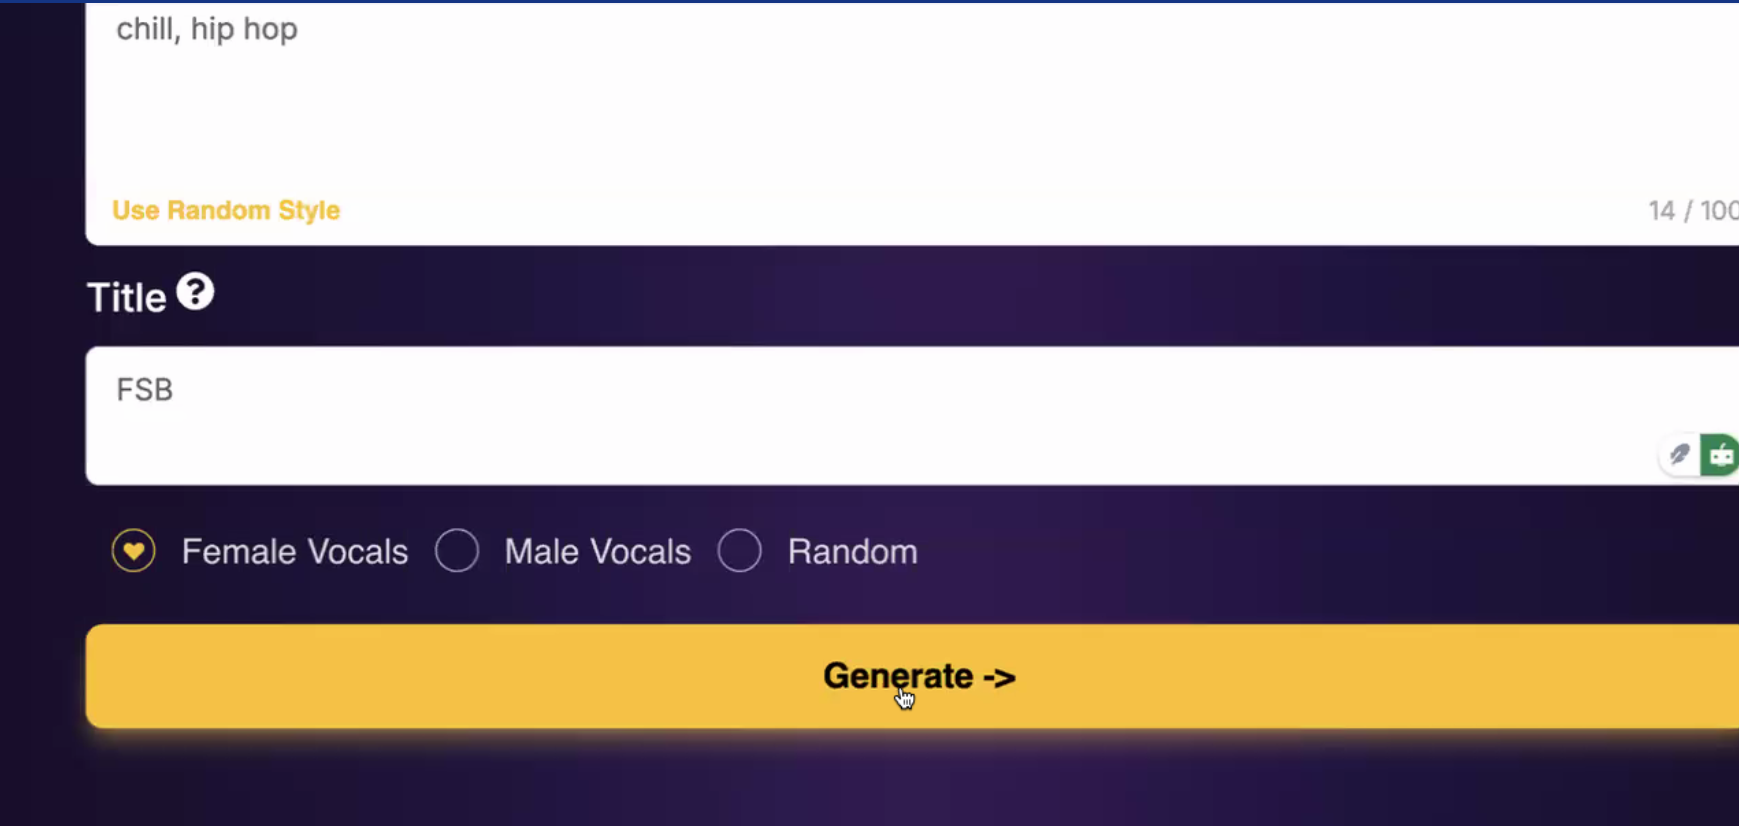 chill, hip hop
Use Random Style
14 / 100
Title ?
FSB
Female Vocals Male Vocals Random
Generate ->